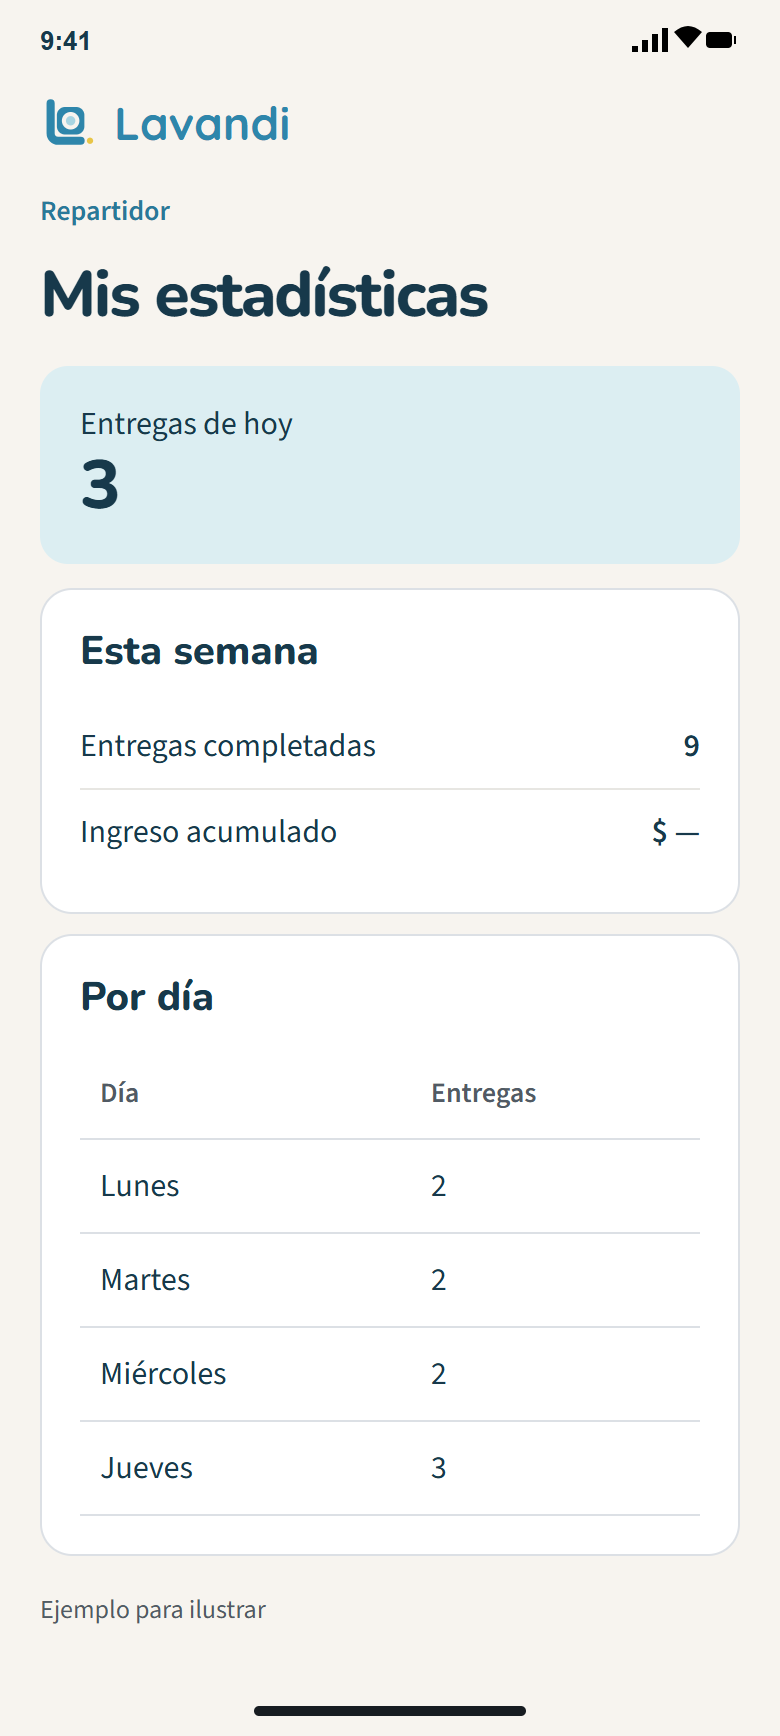 9:41
Lavandi
Repartidor
Mis estadísticas
Entregas de hoy
3
Esta semana
Entregas completadas 9
Ingreso acumulado $ —
Por día
Día Entregas
Lunes 2
Martes 2
Miércoles 2
Jueves 3
Ejemplo para ilustrar